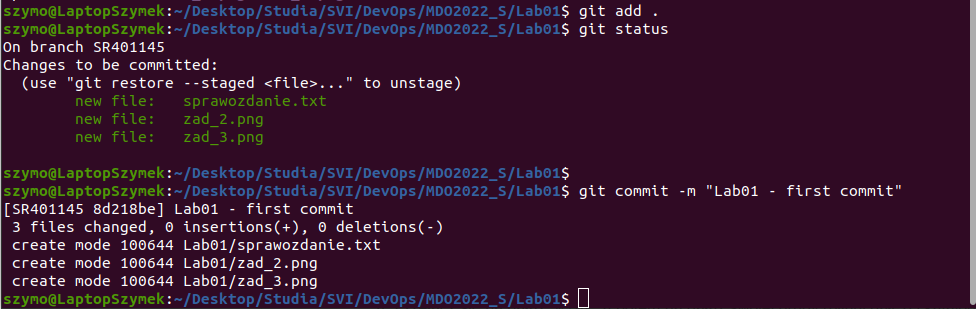 szymo@LaptopSzymek:~/Desktop/Studia/SVI/DevOps/MDO2022_S/Lab01$ git add .
szymo@LaptopSzymek:~/Desktop/Studia/SVI/DevOps/MDO2022_S/Lab01$ git status
On branch SR401145
Changes to be committed:
  (use "git restore --staged <file>..." to unstage)
        new file:   sprawozdanie.txt
        new file:   zad_2.png
        new file:   zad_3.png
szymo@LaptopSzymek:~/Desktop/Studia/SVI/DevOps/MDO2022_S/Lab01$
szymo@LaptopSzymek:~/Desktop/Studia/SVI/DevOps/MDO2022_S/Lab01$ git commit -m "Lab01 - first commit"
[SR401145 8d218be] Lab01 - first commit
 3 files changed, 0 insertions(+), 0 deletions(-)
 create mode 100644 Lab01/sprawozdanie.txt
 create mode 100644 Lab01/zad_2.png
 create mode 100644 Lab01/zad_3.png
szymo@LaptopSzymek:~/Desktop/Studia/SVI/DevOps/MDO2022_S/Lab01$